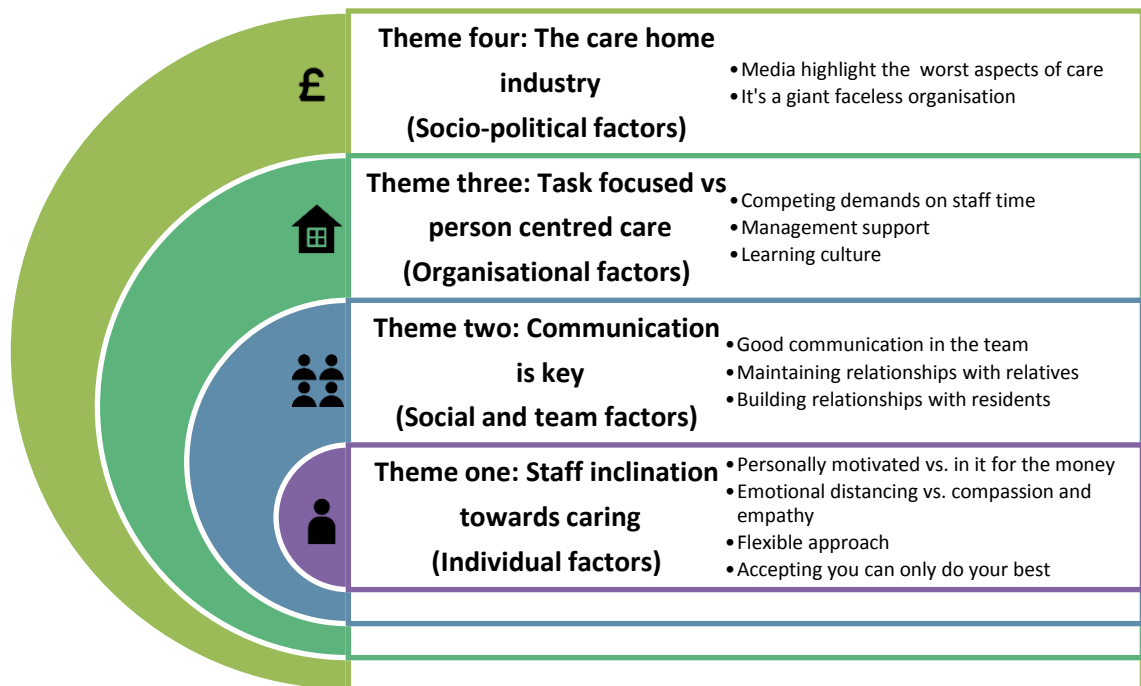 £
Theme four: The care home
industry
(Socio-political factors)
•Media highlight the worst aspects of care
•It's a giant faceless organisation
Theme three: Task focused vs
person centred care
(Organisational factors)
•Competing demands on staff time
•Management support
•Learning culture
Theme two: Communication
is key
(Social and team factors)
•Good communication in the team
•Maintaining relationships with relatives
•Building relationships with residents
Theme one: Staff inclination
towards caring
(Individual factors)
•Personally motivated vs. in it for the money
•Emotional distancing vs. compassion and
empathy
•Flexible approach
•Accepting you can only do your best